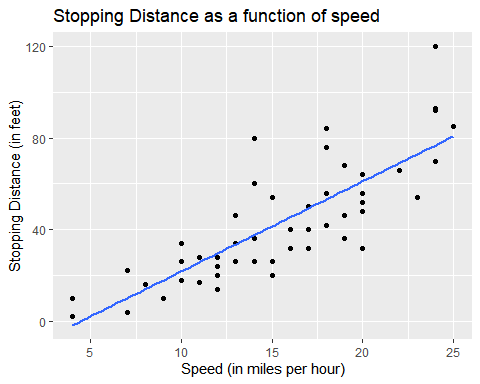 Stopping Distance as a function of speed
120
80
40
0
Stopping Distance (in feet)
5 10 15 20 25
Speed (in miles per hour)